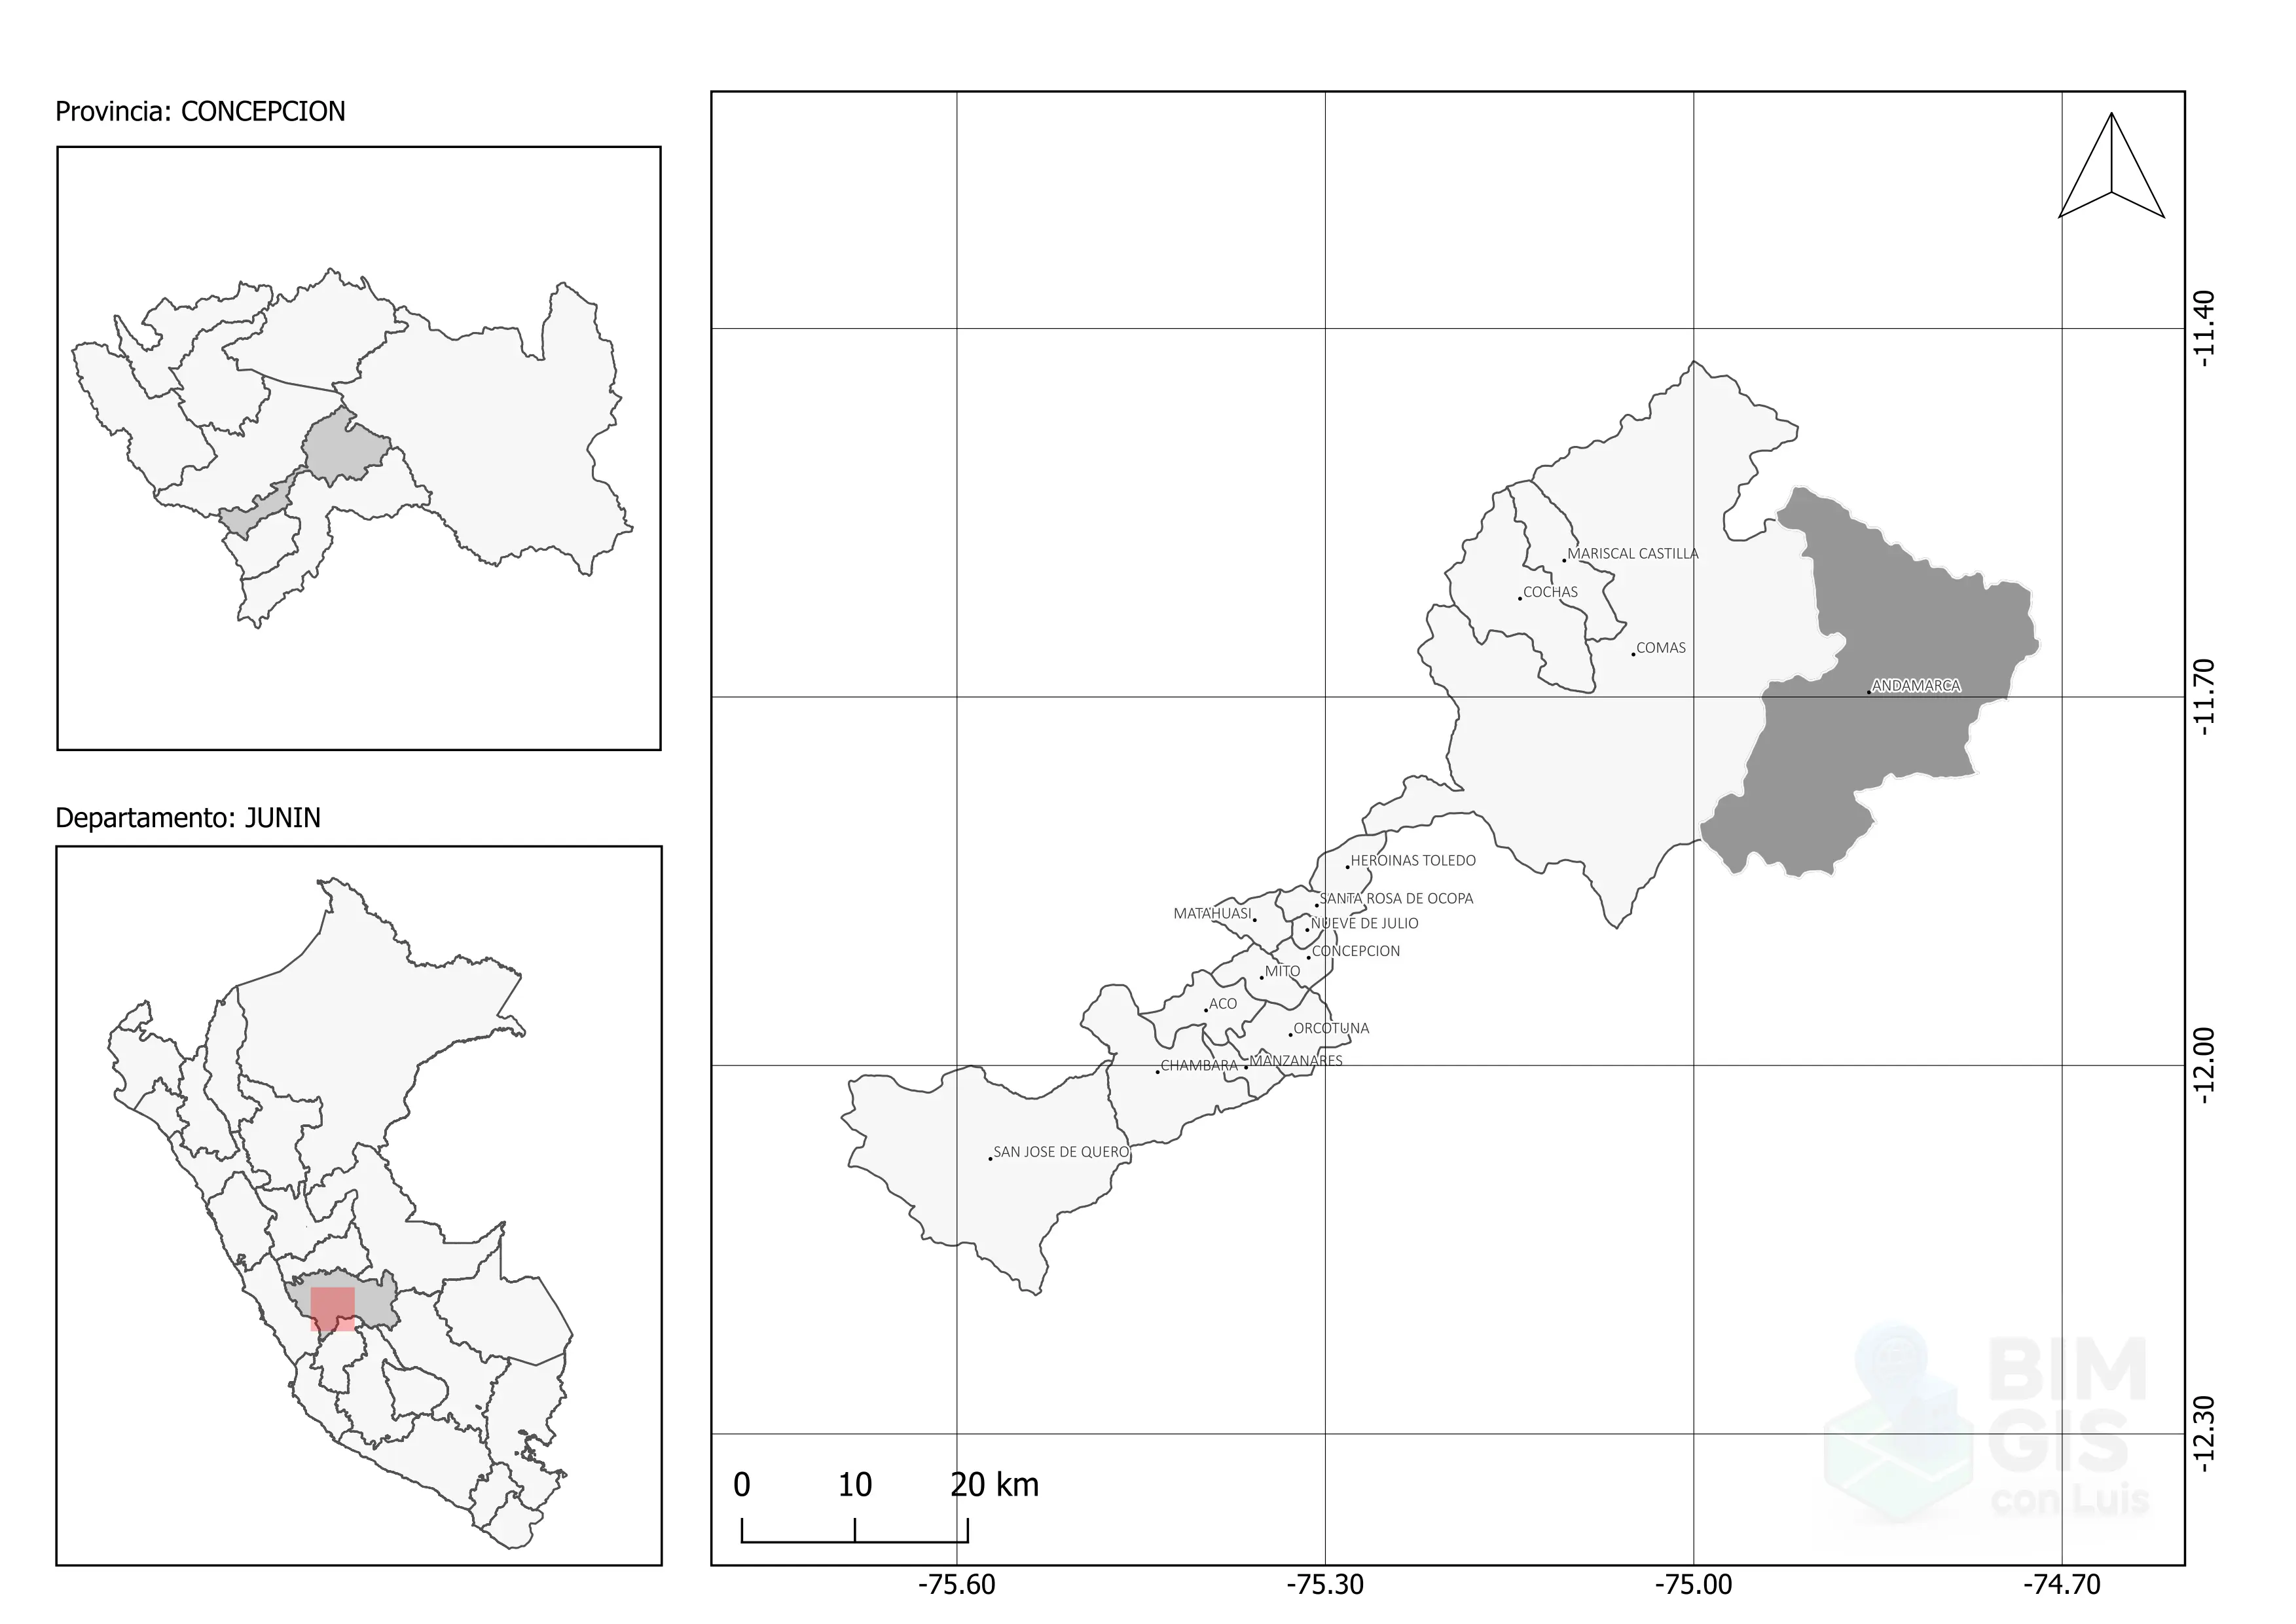 Provincia: CONCEPCION
Departamento: JUNIN
MARISCAL CASTILLA
COCHAS
COMAS
ANDAMARCA
HEROINAS TOLEDO
SANTA ROSA DE OCOPA
MATAHUASI
NUEVE DE JULIO
CONCEPCION
MITO
ACO
ORCOTUNA
MANZANARES
CHAMBARA
SAN JOSE DE QUERO
-11.40
-11.70
-12.00
-12.30
0 10 20 km
-75.60 -75.30 -75.00 -74.70
BIM
GIS
con Luis